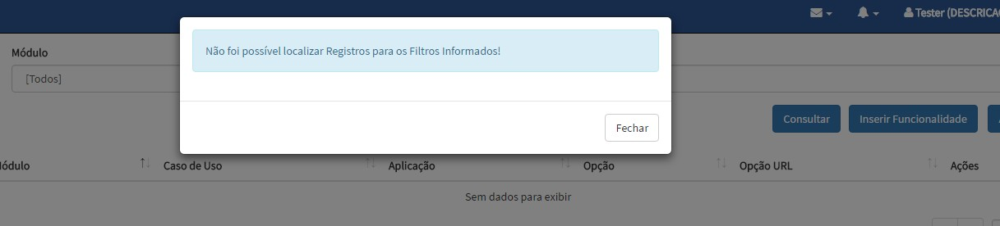 Tester (DESCRICA
Não foi possível localizar Registros para os Filtros Informados!
Módulo
[Todos]
Fechar
Consultar
Inserir Funcionalidade
ódulo
Caso de Uso
Aplicação
Opção
Opção URL
Ações
Sem dados para exibir